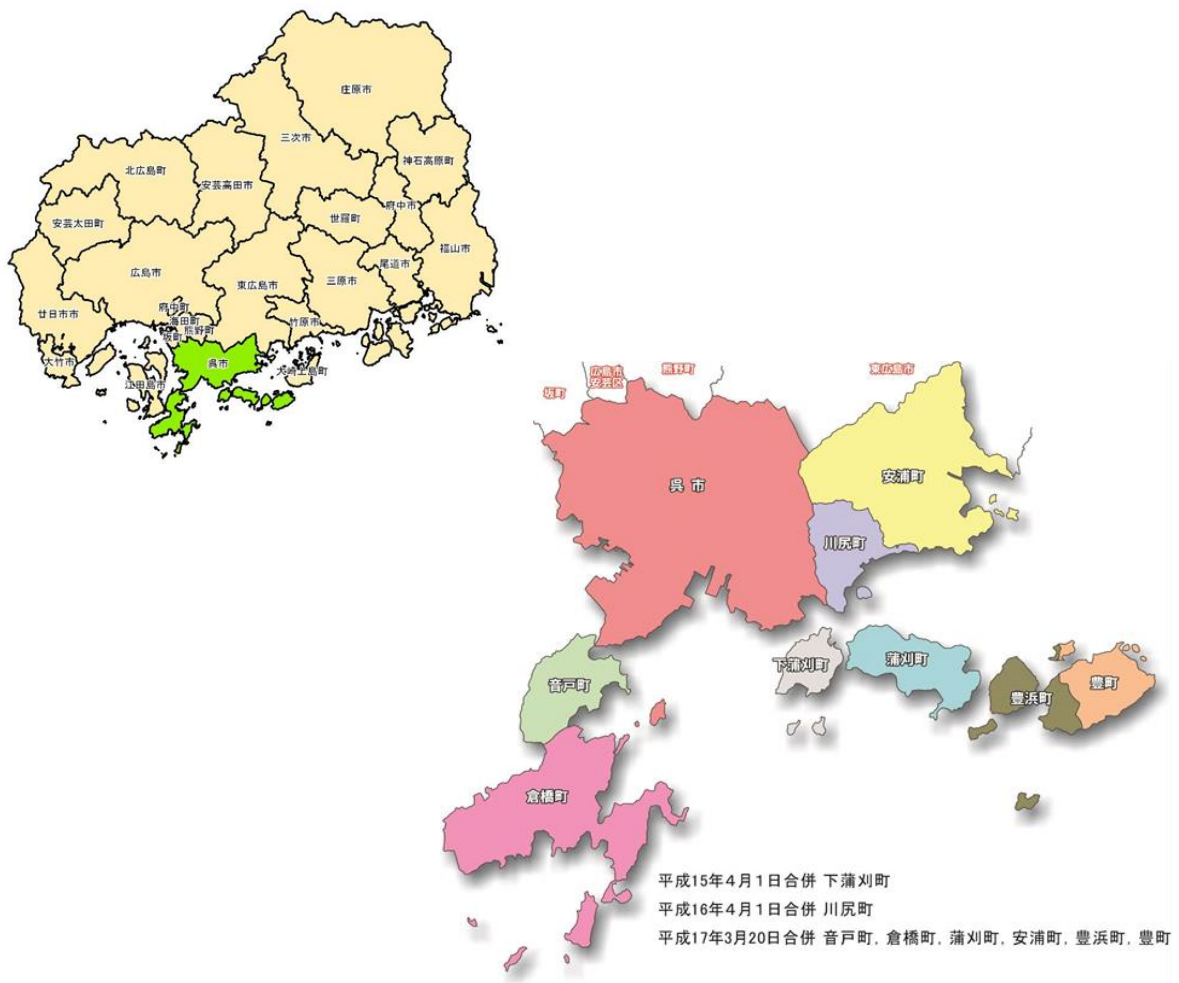 庄原市
三次市
神石高原町
北広島町
安芸高田市
府中市
世羅町
安芸太田町
福山市
尾道市
広島市
東広島市
三原市
府中町
廿日市市
海田町
竹原市
坂町
熊野町
大竹市
呉市
大崎上島町
江田島市
坂町
広島市
安芸区
熊野町
東広島市
呉市
安浦町
川尻町
下蒲刈町
蒲刈町
音戸町
豊浜町
豊町
倉橋町
平成15年4月1日合併 下蒲刈町
平成16年4月1日合併 川尻町
平成17年3月20日合併 音戸町, 倉橋町, 蒲刈町, 安浦町, 豊浜町, 豊町